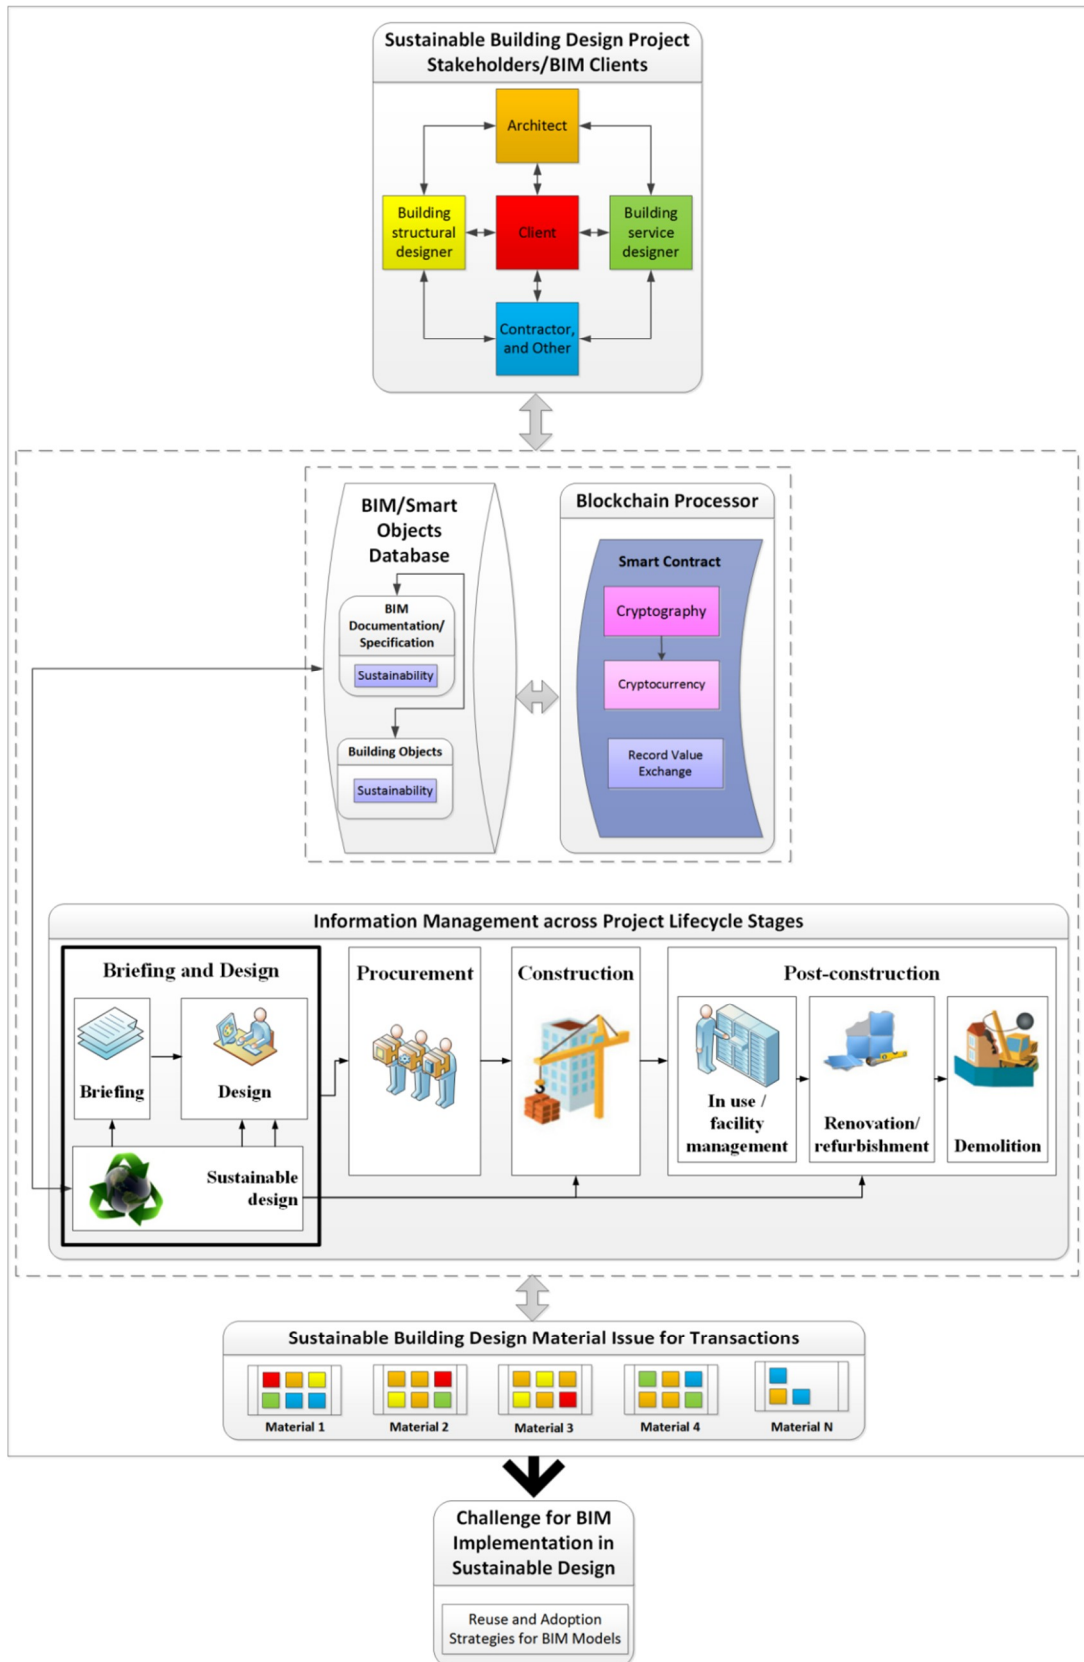 Sustainable Building Design Project
Stakeholders/BIM Clients
Architect
Building
structural
designer
Client
Building
service
designer
Contractor,
and Other
BIM/Smart
Objects
Database
BIM
Documentation/
Specification
Sustainability
Building Objects
Sustainability
Blockchain Processor
Smart Contract
Cryptography
Cryptocurrency
Record Value
Exchange
Information Management across Project Lifecycle Stages
Briefing and Design
Briefing
Design
Sustainable
design
Procurement
Construction
Post-construction
In use /
facility
management
Renovation/
refurbishment
Demolition
Sustainable Building Design Material Issue for Transactions
Material 1
Material 2
Material 3
Material 4
Material N
Challenge for BIM
Implementation in
Sustainable Design
Reuse and Adoption
Strategies for BIM Models